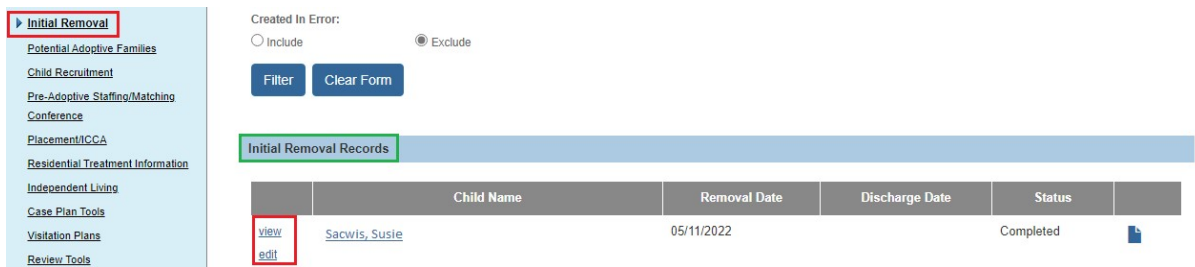 Initial Removal
Potential Adoptive Families
Child Recruitment
Pre-Adoptive Staffing/Matching
Conference
Placement/ICCA
Residential Treatment Information
Independent Living
Case Plan Tools
Visitation Plans
Review Tools
Created In Error:
Include Exclude
Filter Clear Form
Initial Removal Records
Child Name Removal Date Discharge Date Status
view Sacwis, Susie 05/11/2022 Completed
edit